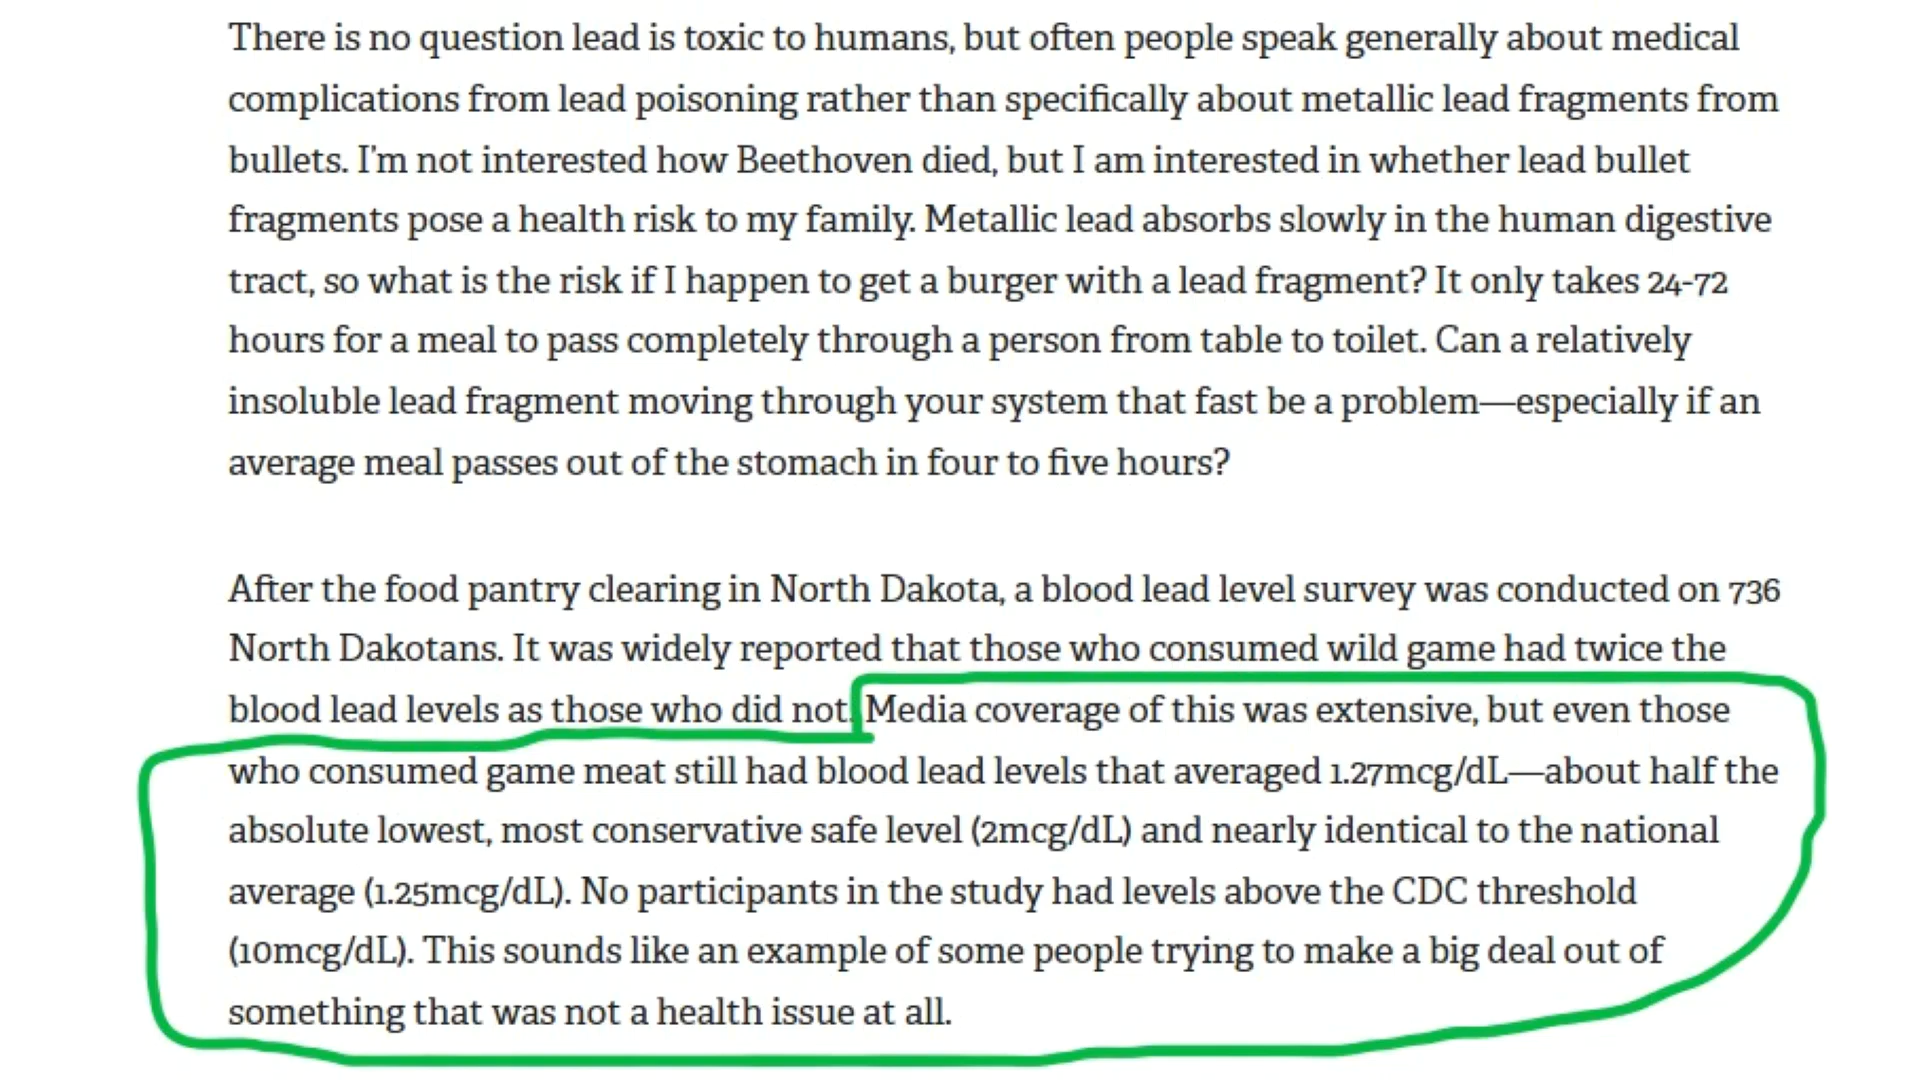 There is no question lead is toxic to humans, but often people speak generally about medical
complications from lead poisoning rather than specifically about metallic lead fragments from
bullets. I'm not interested how Beethoven died, but I am interested in whether lead bullet
fragments pose a health risk to my family. Metallic lead absorbs slowly in the human digestive
tract, so what is the risk if I happen to get a burger with a lead fragment? It only takes 24-72
hours for a meal to pass completely through a person from table to toilet. Can a relatively
insoluble lead fragment moving through your system that fast be a problem—especially if an
average meal passes out of the stomach in four to five hours?
After the food pantry clearing in North Dakota, a blood lead level survey was conducted on 736
North Dakotans. It was widely reported that those who consumed wild game had twice the
blood lead levels as those who did not. Media coverage of this was extensive, but even those
who consumed game meat still had blood lead levels that averaged 1.27mcg/dL—about half the
absolute lowest, most conservative safe level (2mcg/dL) and nearly identical to the national
average (1.25mcg/dL). No participants in the study had levels above the CDC threshold
(10mcg/dL). This sounds like an example of some people trying to make a big deal out of
something that was not a health issue at all.